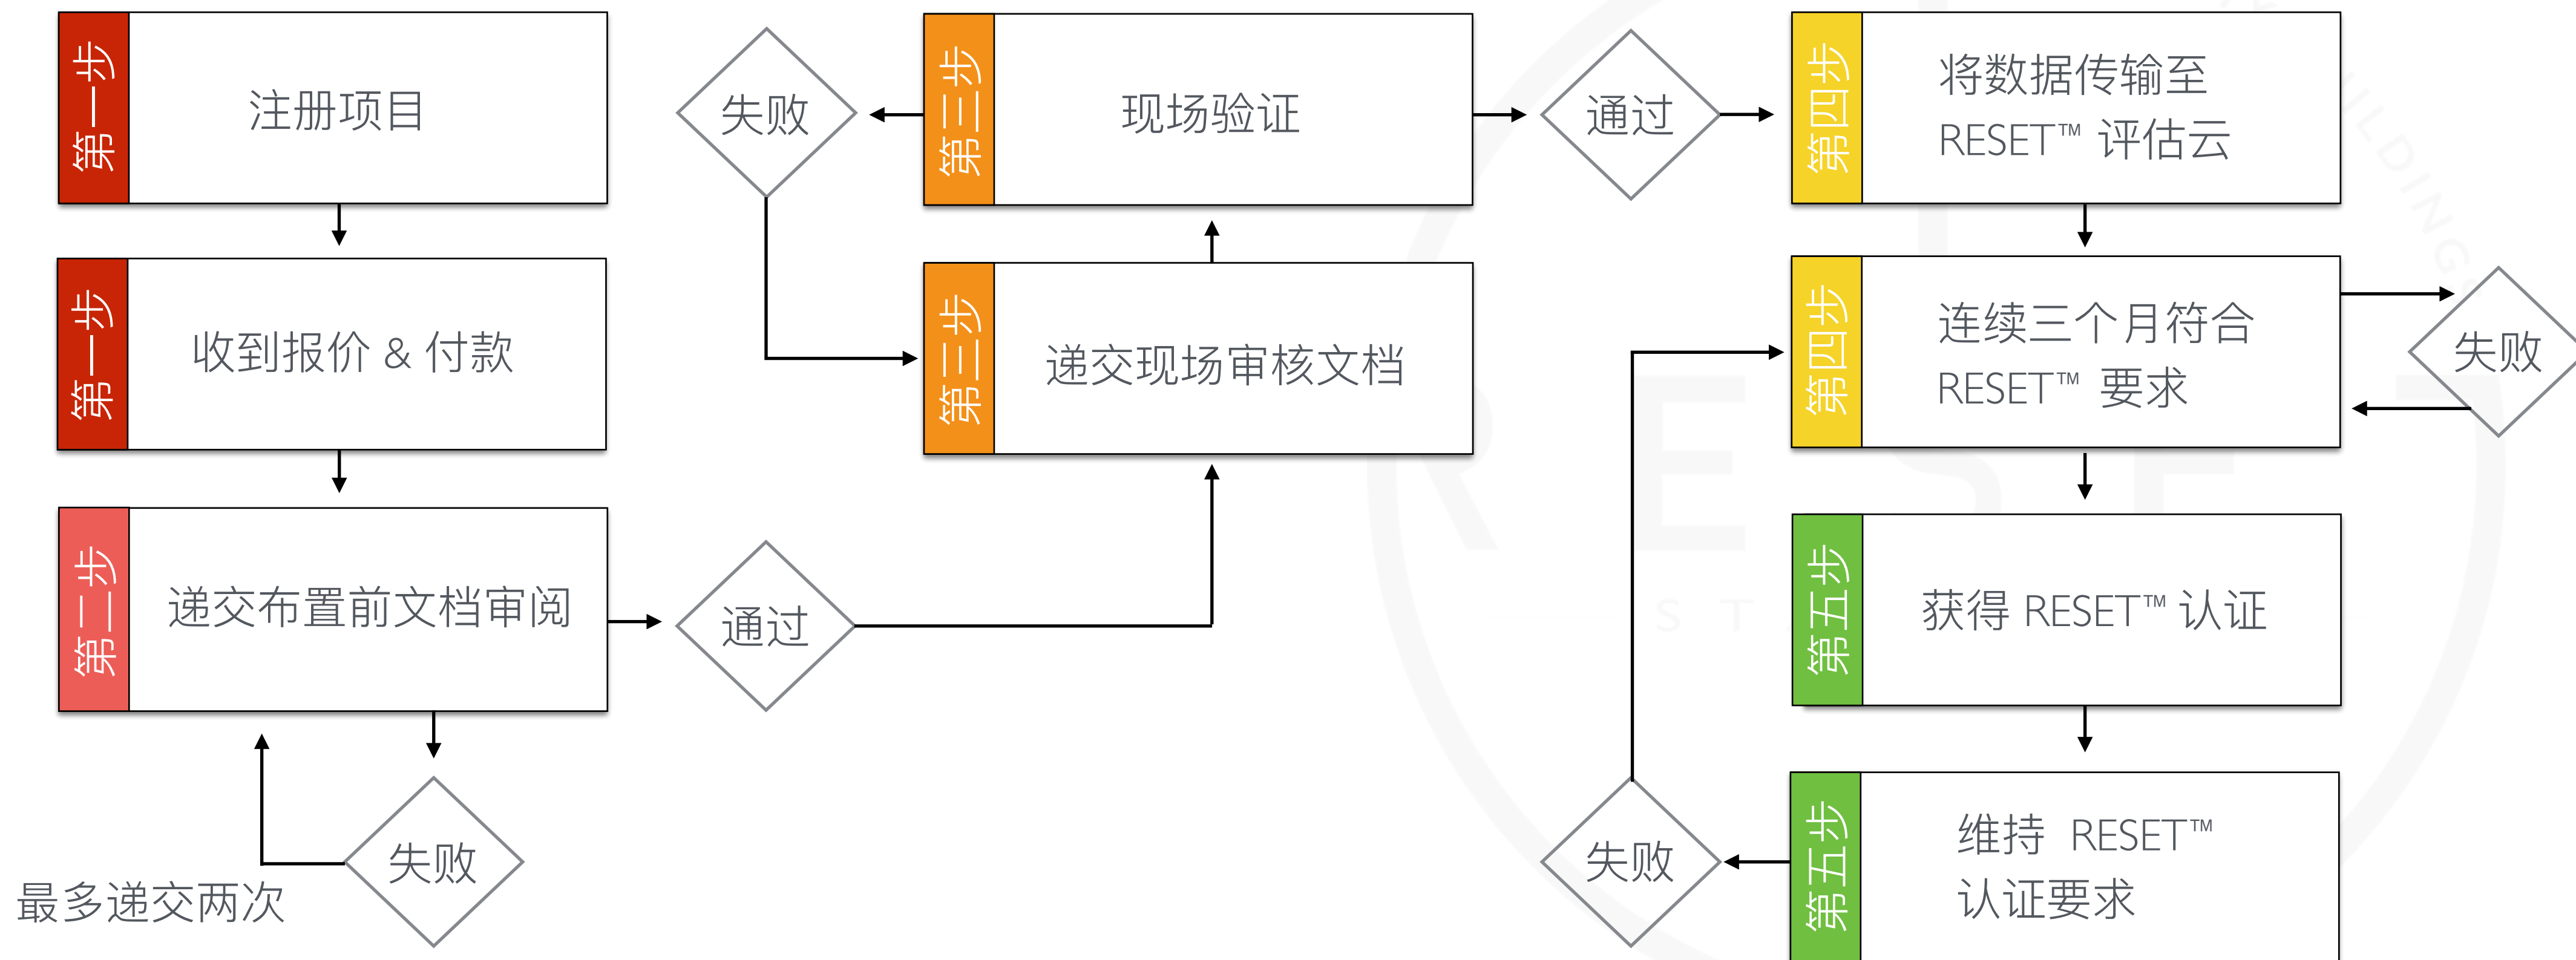 第一步
注册项目
第一步
收到报价 & 付款
第二步
递交布置前文档审阅
通过
失败
最多递交两次
失败
第三步
现场验证
第三步
递交现场审核文档
通过
第四步
将数据传输至
RESET™ 评估云
第四步
连续三个月符合
RESET™ 要求
失败
第五步
获得 RESET™ 认证
第五步
维持 RESET™
认证要求
失败
RESET
ST
UILDING